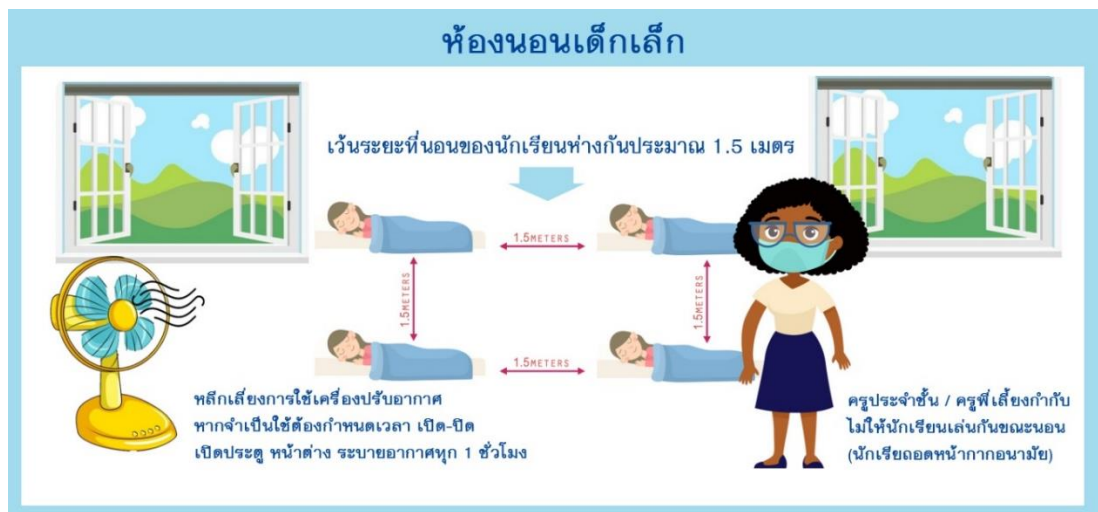 ห้องนอนเด็กเล็ก
เว้นระยะที่นอนของนักเรียนห่างกันประมาณ 1.5 เมตร
1.5METERS
1.5METERS
1.5METERS
1.5METERS
หลีกเลี่ยงการใช้เครื่องปรับอากาศ
หากจำเป็นใช้ต้องกำหนดเวลา เปิด-ปิด
เปิดประตู หน้าต่าง ระบายอากาศทุก 1 ชั่วโมง
ครูประจำชั้น / ครูพี่เลี้ยงกำกับ
ไม่ให้นักเรียนเล่นกันขณะนอน
(นักเรียถอดหน้ากากอนามัย)